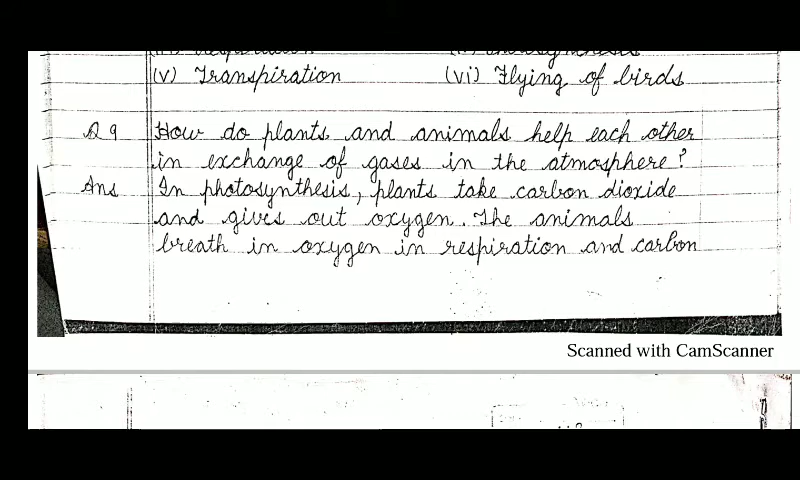 (v) Transpiration (vi) Flying of birds
Q 9 How do plants and animals help each other
in exchange of gases in the atmosphere?
Ans In photosynthesis, plants take carbon dioxide
and gives out oxygen. The animals
breath in oxygen in respiration and carbon
Scanned with CamScanner